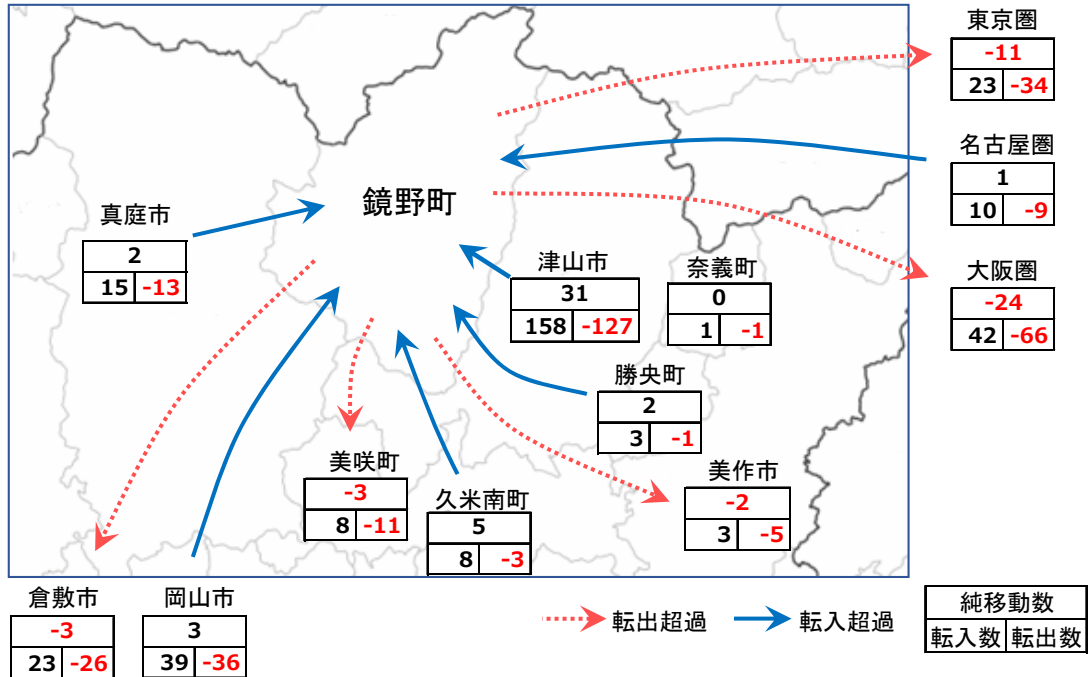 東京圏
-11
23 -34
名古屋圏
1
10 -9
大阪圏
-24
42 -66
鏡野町
真庭市
2
15 -13
津山市
31
158 -127
奈義町
0
1 -1
勝央町
2
3 -1
美咲町
-3
8 -11
久米南町
5
8 -3
美作市
-2
3 -5
倉敷市
-3
23 -26
岡山市
3
39 -36
転出超過
転入超過
純移動数
転入数 転出数